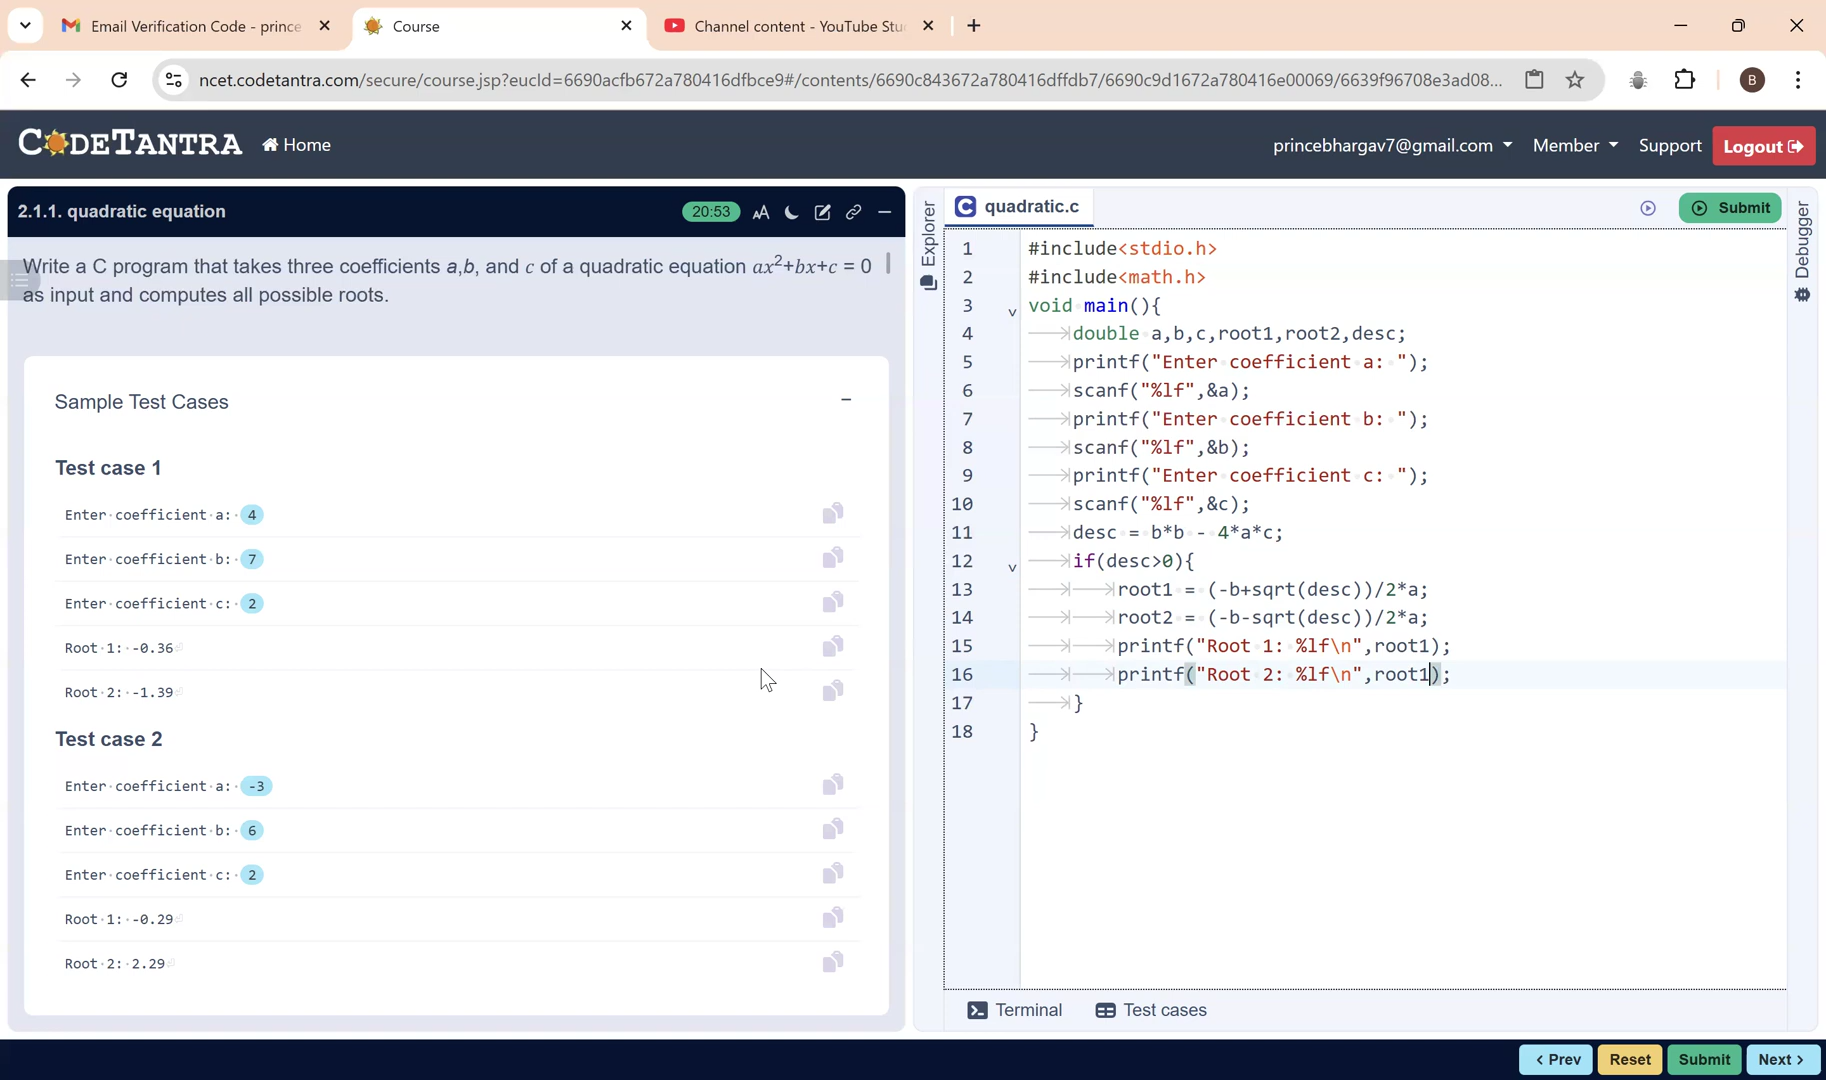 Email Verification Code - prince
Course
Channel content - YouTube Stu
ncet.codetantra.com/secure/course.jsp?eucId=6690acfb672a780416dfbce9#/contents/6690c843672a780416dffdb7/6690c9d1672a780416e00069/6639f96708e3ad08...
B
CODETANTRA
Home
princebhargav7@gmail.com
Member
Support
Logout
2.1.1. quadratic equation
20:53
AA
Write a C program that takes three coefficients a,b, and c of a quadratic equation ax²+bx+c = 0
as input and computes all possible roots.
Sample Test Cases
Test case 1
Enter·coefficient·a:· 4
Enter·coefficient·b:· 7
Enter·coefficient·c:· 2
Root·1:·-0.36
Root·2:·-1.39
Test case 2
Enter·coefficient·a:· -3
Enter·coefficient·b:· 6
Enter·coefficient·c:· 2
Root·1:·-0.29
Root·2:·2.29
Explorer
C quadratic.c
Submit
Debugger
1 #include<stdio.h>
2 #include<math.h>
3 void main(){
4 double a,b,c,root1,root2,desc;
5 printf("Enter coefficient a: ");
6 scanf("%lf",&a);
7 printf("Enter coefficient b: ");
8 scanf("%lf",&b);
9 printf("Enter coefficient c: ");
10 scanf("%lf",&c);
11 desc = b*b - 4*a*c;
12 if(desc>0){
13 root1 = (-b+sqrt(desc))/2*a;
14 root2 = (-b-sqrt(desc))/2*a;
15 printf("Root 1: %lf\n",root1);
16 printf("Root 2: %lf\n",root1);
17 }
18 }
Terminal
Test cases
< Prev
Reset
Submit
Next >